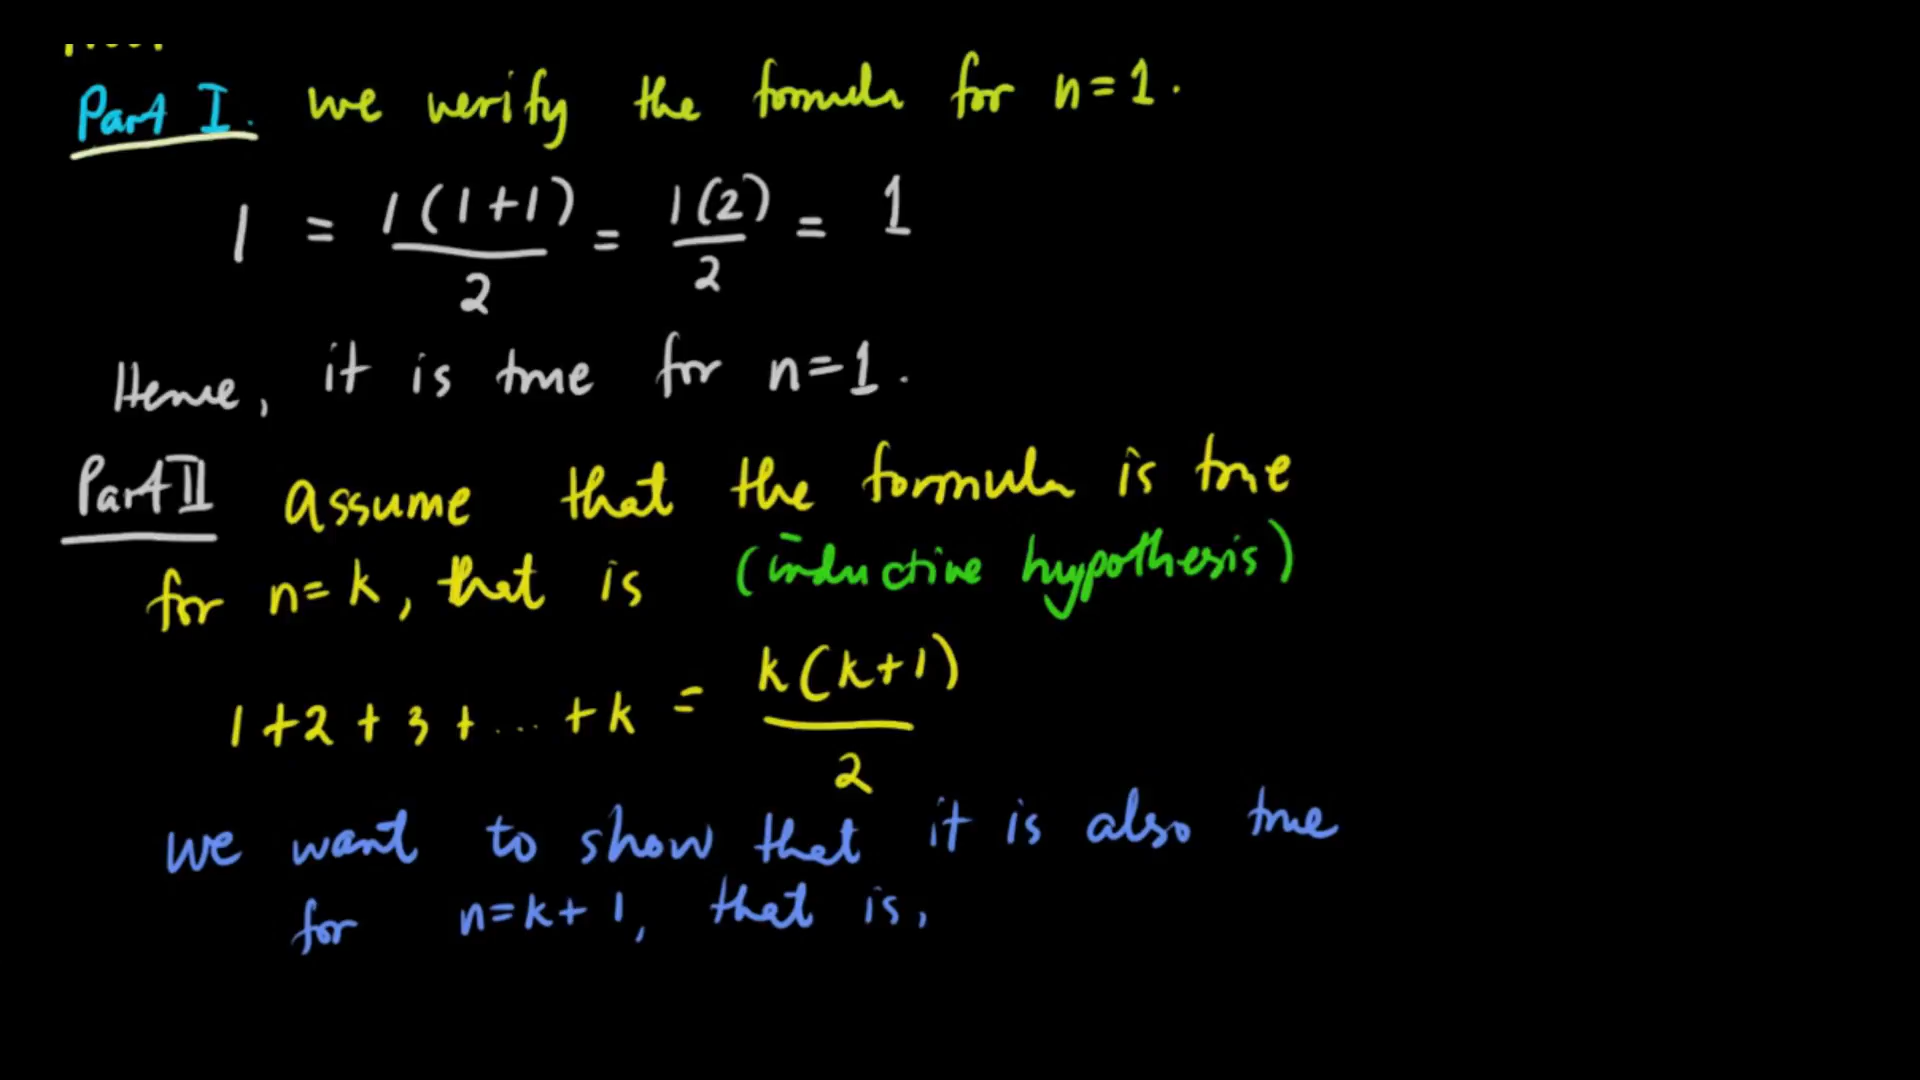 Part I. We verify the formula for n=1.
1 = 1(1+1)/2 = 1(2)/2 = 1
Hence, it is true for n=1.
Part II assume that the formula is true
for n=k, that is (inductive hypothesis)
1+2+3+...+k = k(k+1)/2
We want to show that it is also true
for n=k+1, that is,